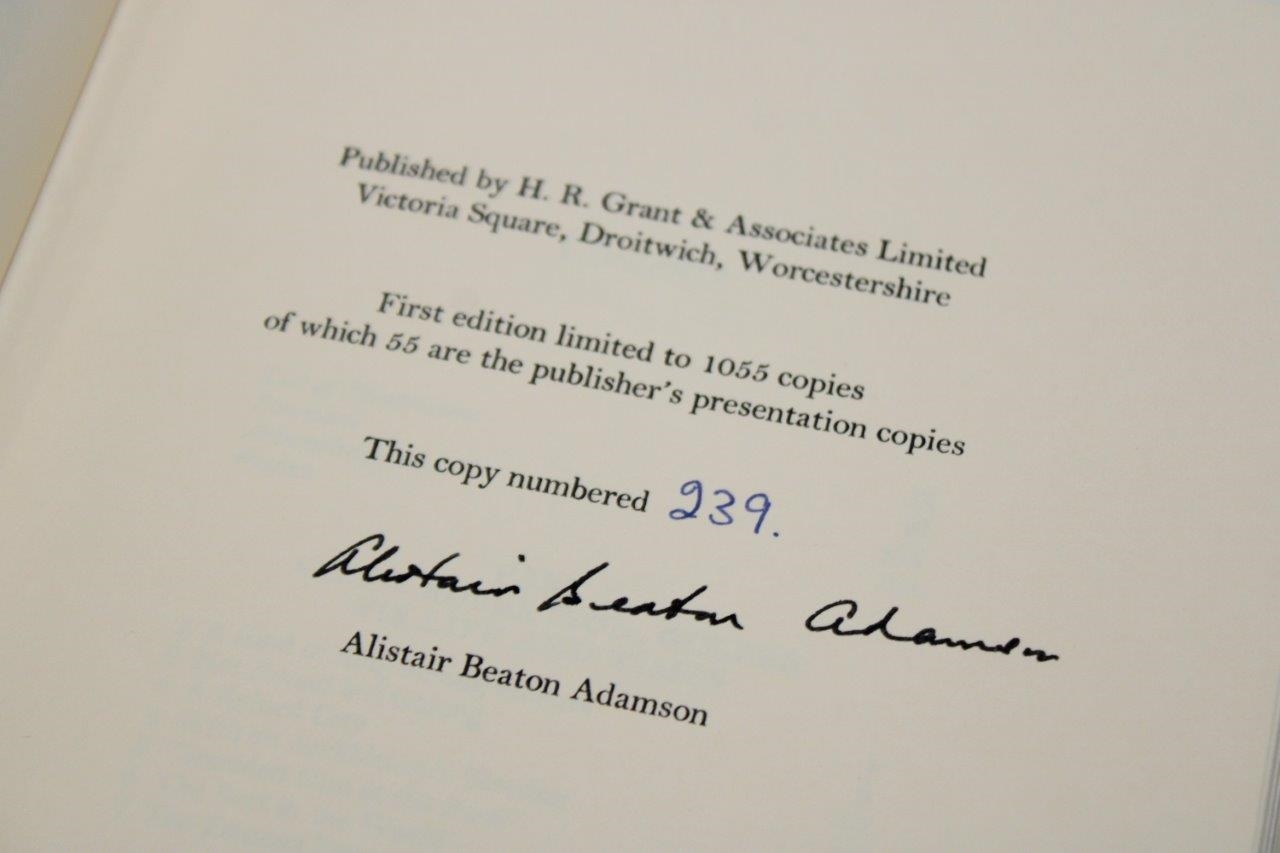 Published by H. R. Grant & Associates Limited
Victoria Square, Droitwich, Worcestershire
First edition limited to 1055 copies
of which 55 are the publisher's presentation copies
This copy numbered 239.
Alistair Beaton Adamson
Alistair Beaton Adamson